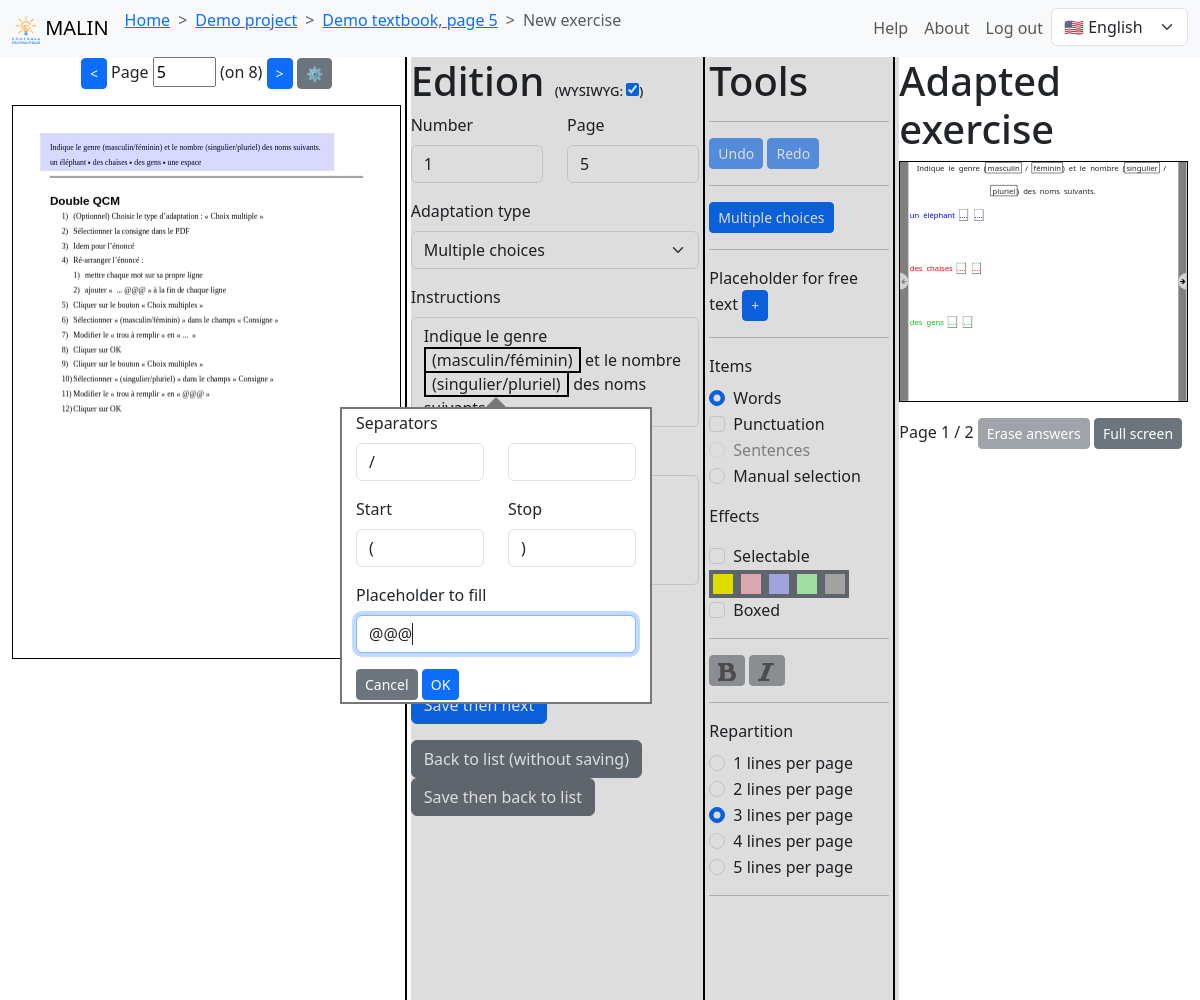 MALIN
Home > Demo project > Demo textbook, page 5 > New exercise
Help About Log out 🇺🇸 English
< Page 5 (on 8) > ⚙️
Indique le genre (masculin/féminin) et le nombre (singulier/pluriel) des noms suivants.
un éléphant • des chaises • des gens • une espace
Double QCM
1) (Optionnel) Choisir le type d'adaptation : « Choix multiple »
2) Sélectionner la consigne dans le PDF
3) Idem pour l'énoncé
4) Ré-arranger l'énoncé :
1) mettre chaque mot sur sa propre ligne
2) ajouter « ... @@@ » à la fin de chaque ligne
5) Cliquer sur le bouton « Choix multiples »
6) Sélectionner « (masculin/féminin) » dans le champs « Consigne »
7) Modifier le « trou à remplir » en « ... »
8) Cliquer sur OK
9) Cliquer sur le bouton « Choix multiples »
10) Sélectionner « (singulier/pluriel) » dans le champs « Consigne »
11) Modifier le « trou à remplir » en « @@@ »
12) Cliquer sur OK
Edition (WYSIWYG: )
Number Page
1 5
Adaptation type
Multiple choices
Instructions
Indique le genre
(masculin/féminin) et le nombre
(singulier/pluriel) des noms
suivants.
Separators
/
Start Stop
( )
Placeholder to fill
@@@
Cancel OK
Save then next
Back to list (without saving)
Save then back to list
Tools
Undo Redo
Multiple choices
Placeholder for free
text +
Items
Words
Punctuation
Sentences
Manual selection
Effects
Selectable
Boxed
B I
Repartition
1 lines per page
2 lines per page
3 lines per page
4 lines per page
5 lines per page
Adapted
exercise
Indique le genre (masculin / féminin) et le nombre (singulier /
pluriel) des noms suivants.
un éléphant ... ...
des chaises ... ...
des gens ... ...
Page 1 / 2 Erase answers Full screen